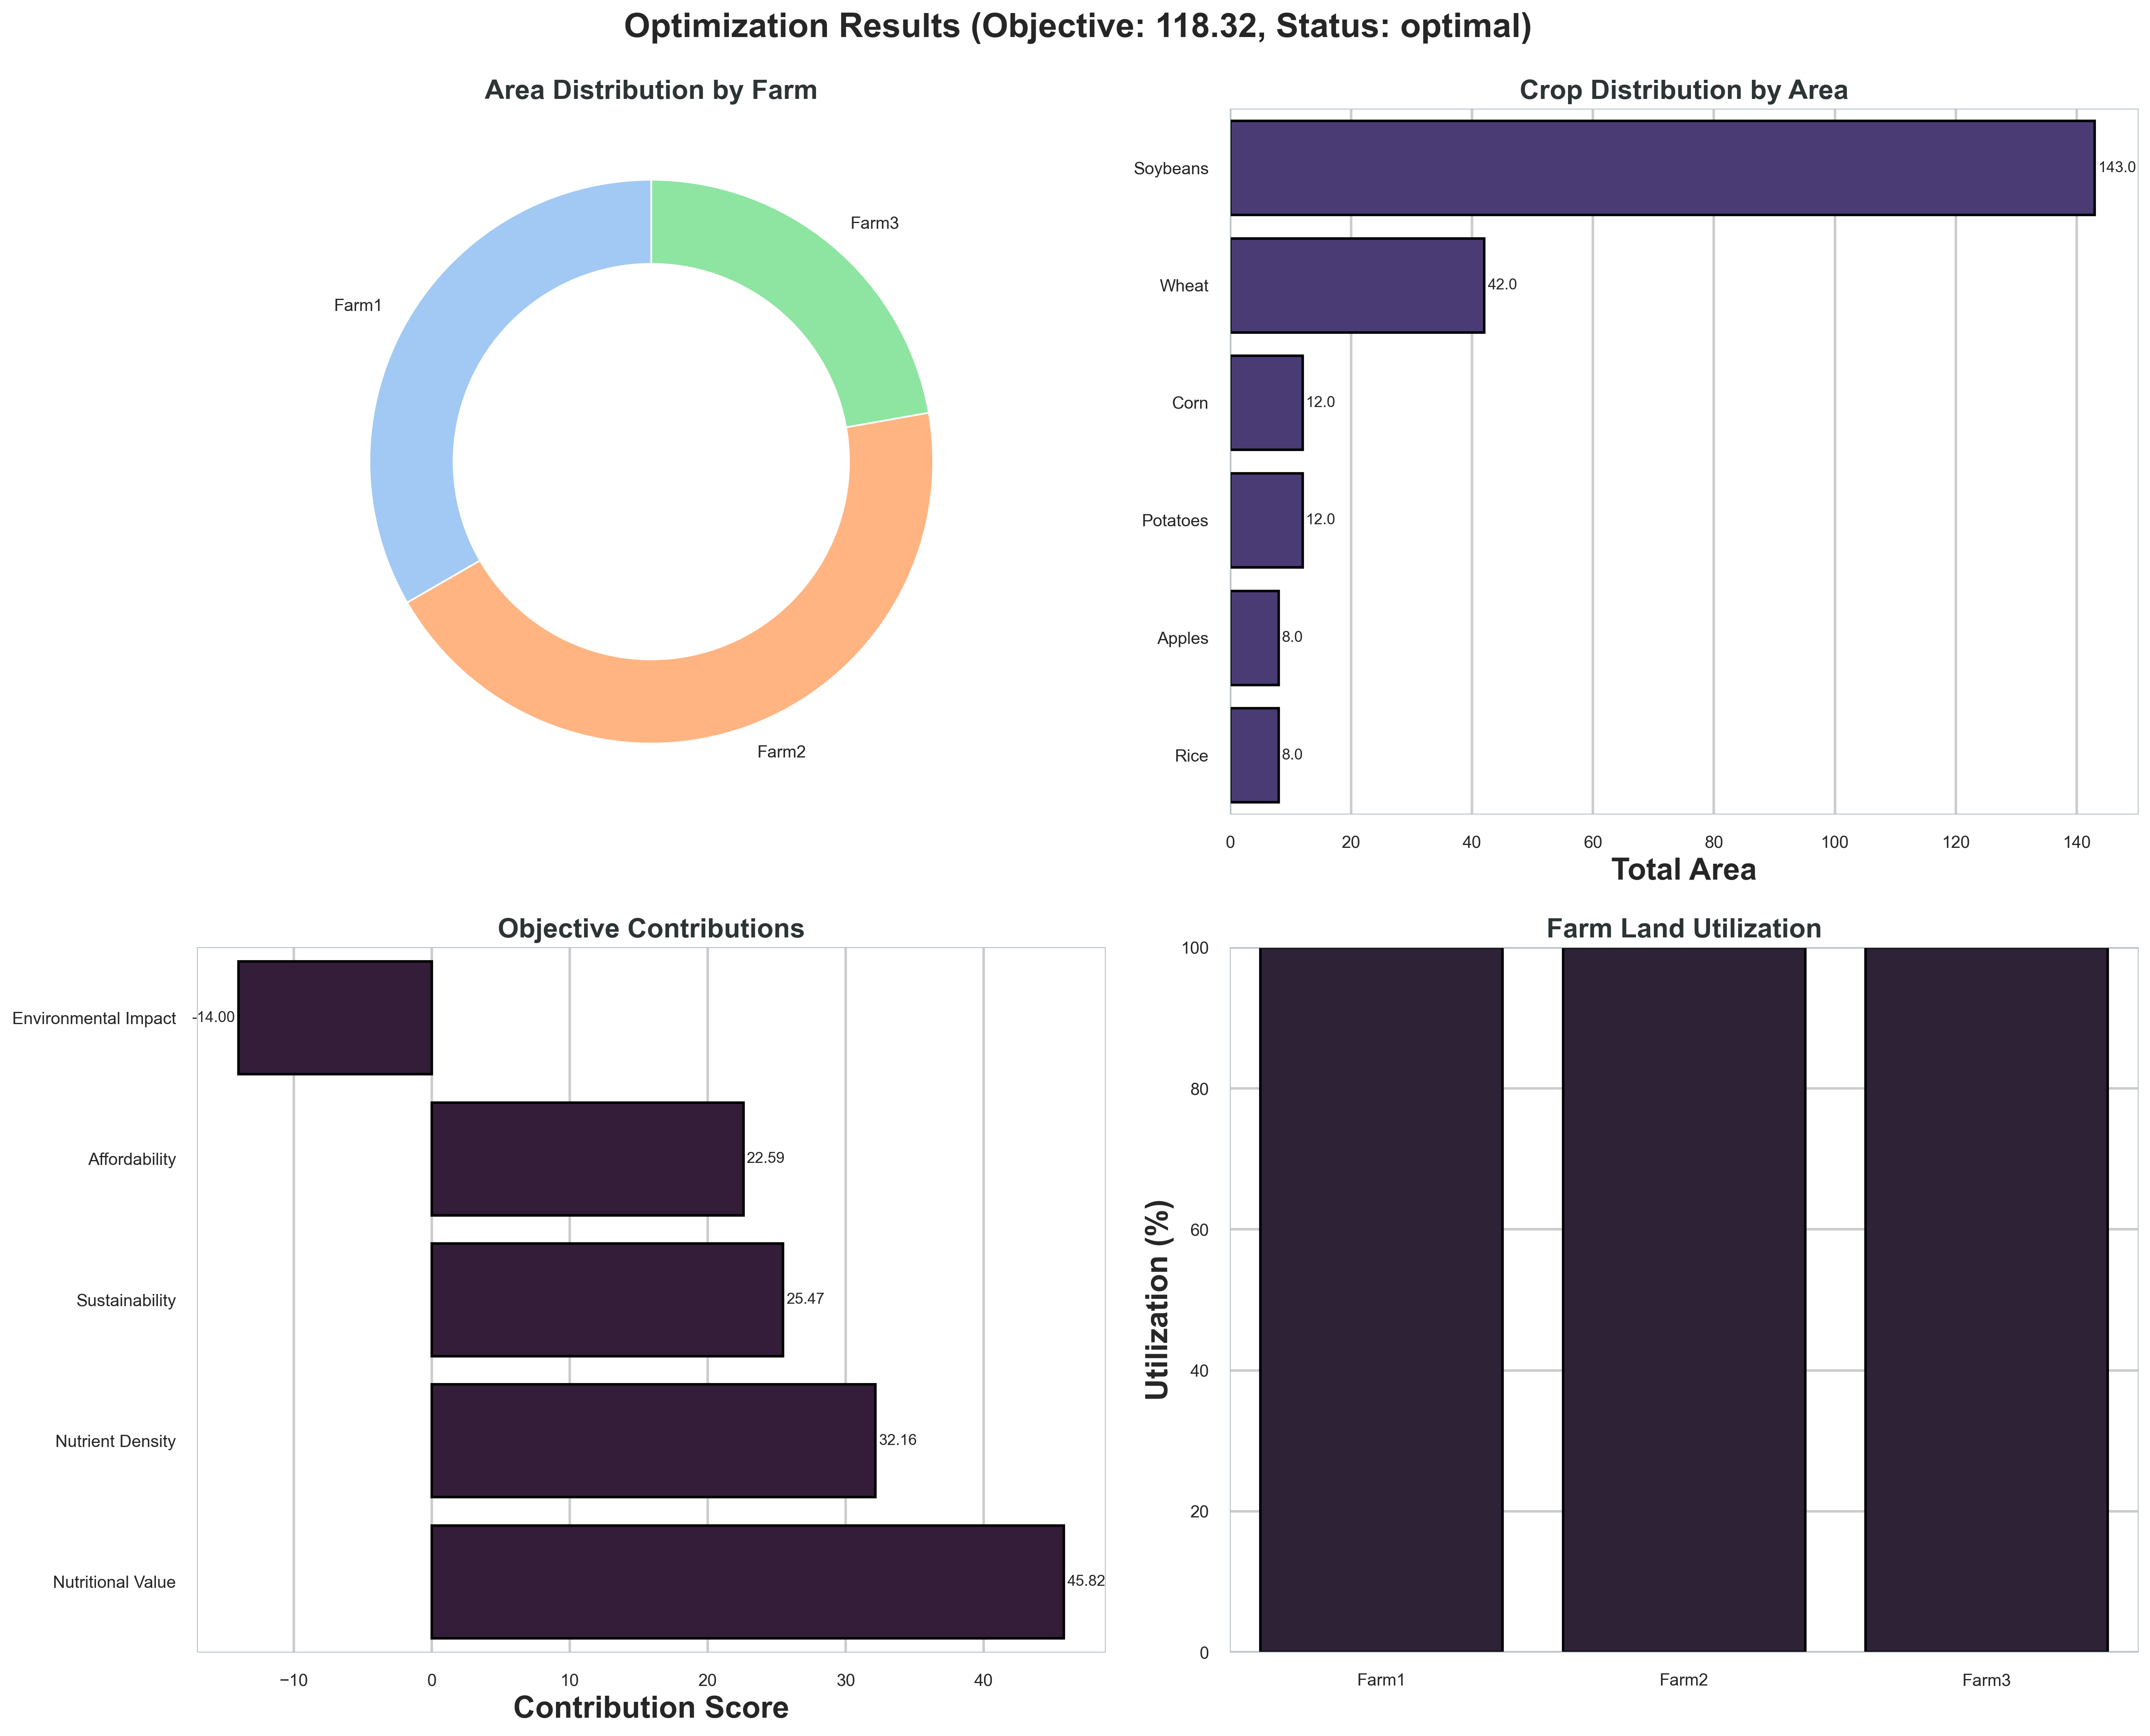 Optimization Results (Objective: 118.32, Status: optimal)
Area Distribution by Farm
Farm3
Farm1
Farm2
Crop Distribution by Area
Soybeans
143.0
Wheat
42.0
Corn
12.0
Potatoes
12.0
Apples
8.0
Rice
8.0
0 20 40 60 80 100 120 140
Total Area
Objective Contributions
Environmental Impact
-14.00
Affordability
22.59
Sustainability
25.47
Nutrient Density
32.16
Nutritional Value
45.82
−10 0 10 20 30 40
Contribution Score
Farm Land Utilization
Utilization (%)
100
80
60
40
20
0
Farm1 Farm2 Farm3